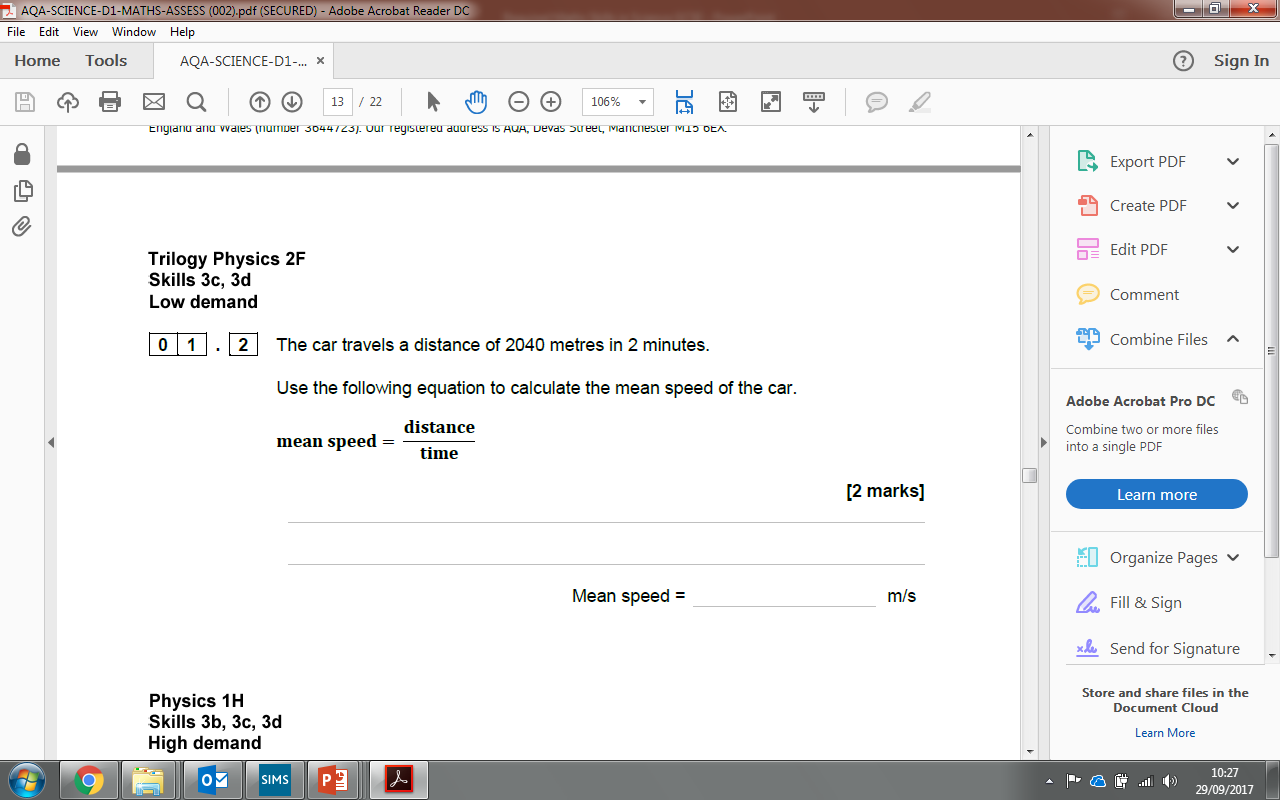 AQA-SCIENCE-D1-MATHS-ASSESS (002).pdf (SECURED) - Adobe Acrobat Reader DC
File Edit View Window Help
Home Tools AQA-SCIENCE-D1-... × Sign In
13 / 22 106%
England and Wales (number 3644723). Our registered address is AQA, Devas Street, Manchester M15 6EX.
Trilogy Physics 2F
Skills 3c, 3d
Low demand
0 1 . 2 The car travels a distance of 2040 metres in 2 minutes.
Use the following equation to calculate the mean speed of the car.
mean speed = distance / time
[2 marks]
Mean speed = m/s
Physics 1H
Skills 3b, 3c, 3d
High demand
Export PDF
Create PDF
Edit PDF
Comment
Combine Files
Adobe Acrobat Pro DC
Combine two or more files
into a single PDF
Learn more
Organize Pages
Fill & Sign
Send for Signature
Store and share files in the
Document Cloud
Learn More
SIMS
10:27
29/09/2017